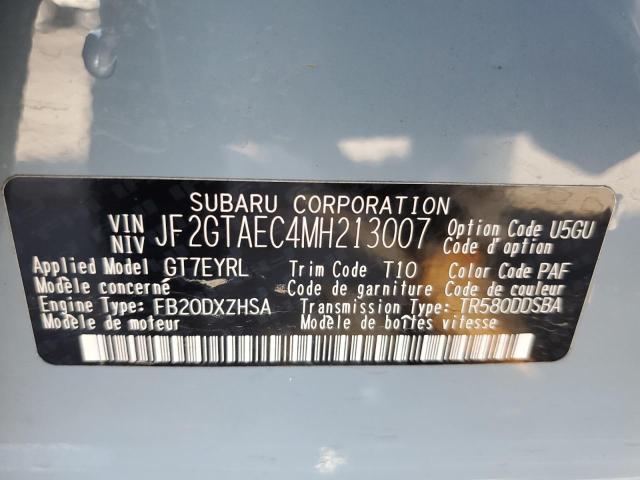 SUBARU CORPORATION
VIN NIV JF2GTAEC4MH213007 Option Code U5GU
Code d'option
Applied Model GT7EYRL Trim Code T10 Color Code PAF
Modèle concerné Code de garniture Code de couleur
Engine Type: FB20DXZHSA Transmission Type: TR580DDSBA
Modèle de moteur Modèle de boîtes vitesse